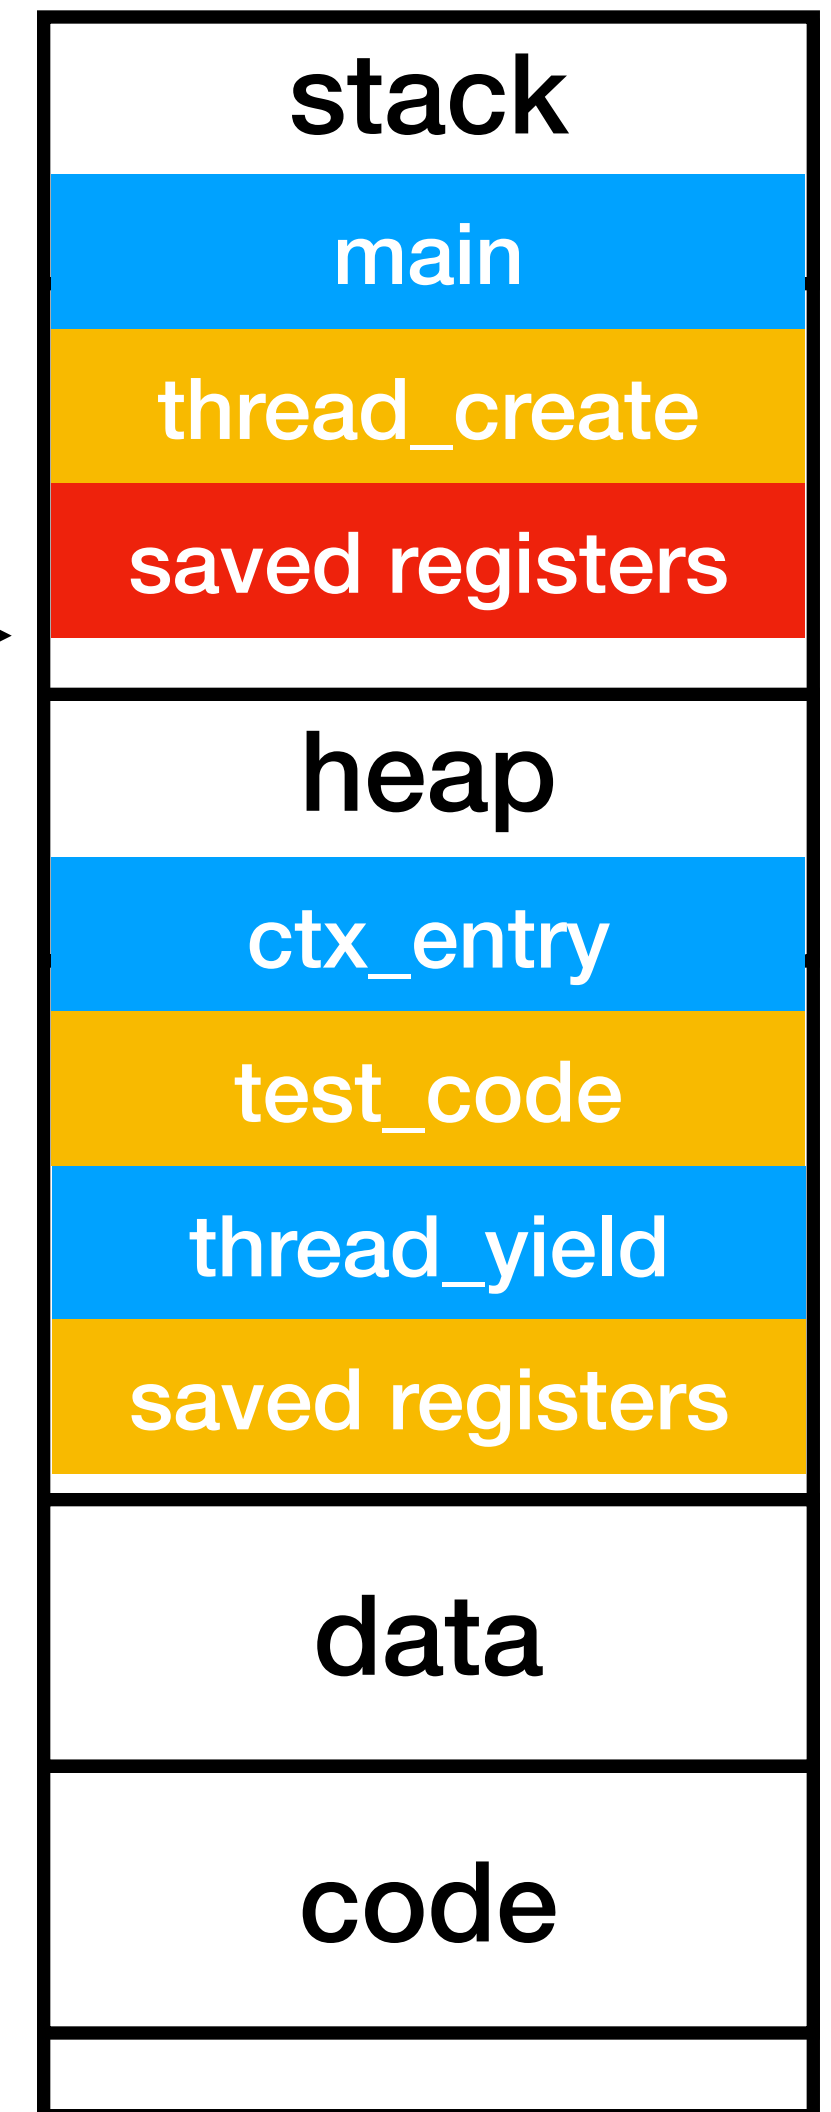 stack
main
thread_create
saved registers
heap
ctx_entry
test_code
thread_yield
saved registers
data
code